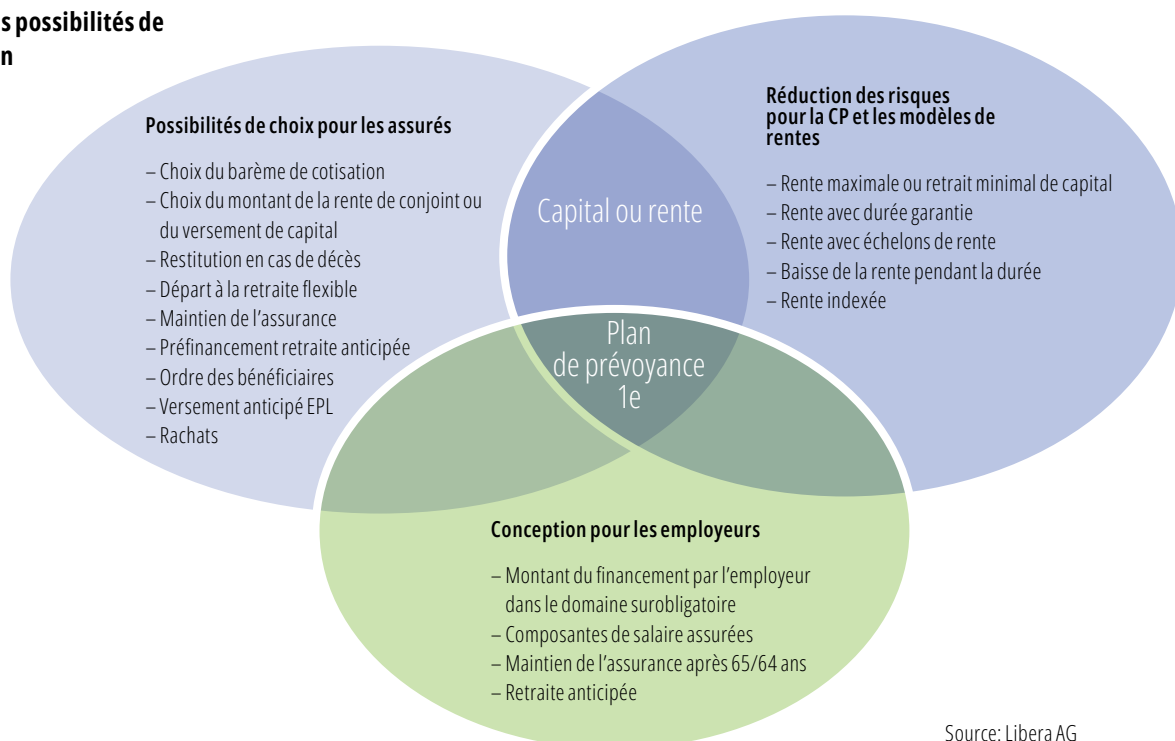 s possibilités de
n
Possibilités de choix pour les assurés
– Choix du barème de cotisation
– Choix du montant de la rente de conjoint ou
du versement de capital
– Restitution en cas de décès
– Départ à la retraite flexible
– Maintien de l’assurance
– Préfinancement retraite anticipée
– Ordre des bénéficiaires
– Versement anticipé EPL
– Rachats
Capital ou rente
Réduction des risques
pour la CP et les modèles de
rentes
– Rente maximale ou retrait minimal de capital
– Rente avec durée garantie
– Rente avec échelons de rente
– Baisse de la rente pendant la durée
– Rente indexée
Plan
de prévoyance
1e
Conception pour les employeurs
– Montant du financement par l’employeur
dans le domaine surobligatoire
– Composantes de salaire assurées
– Maintien de l’assurance après 65/64 ans
– Retraite anticipée
Source: Libera AG